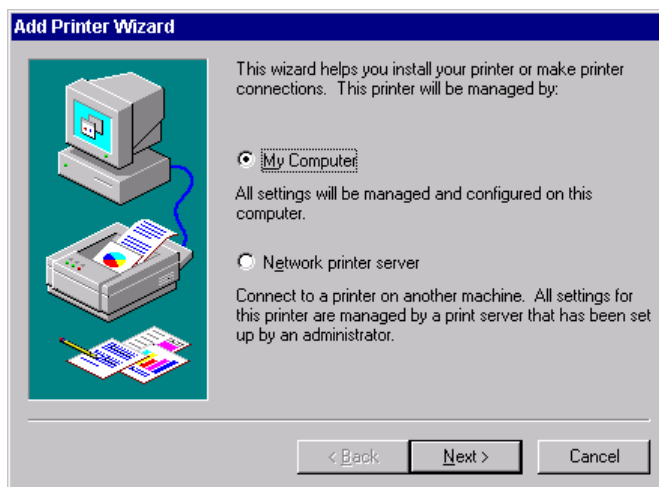 Add Printer Wizard
This wizard helps you install your printer or make printer
connections.  This printer will be managed by:
My Computer
All settings will be managed and configured on this
computer.
Network printer server
Connect to a printer on another machine.  All settings for
this printer are managed by a print server that has been set
up by an administrator.
< Back
Next >
Cancel